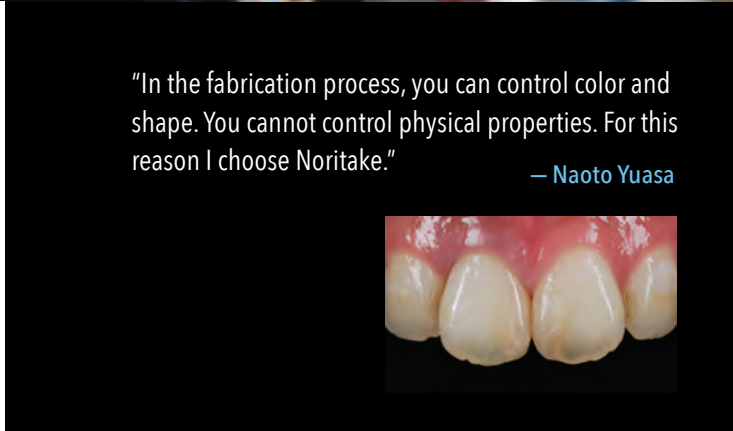 “In the fabrication process, you can control color and
shape. You cannot control physical properties. For this
reason I choose Noritake.”
— Naoto Yuasa